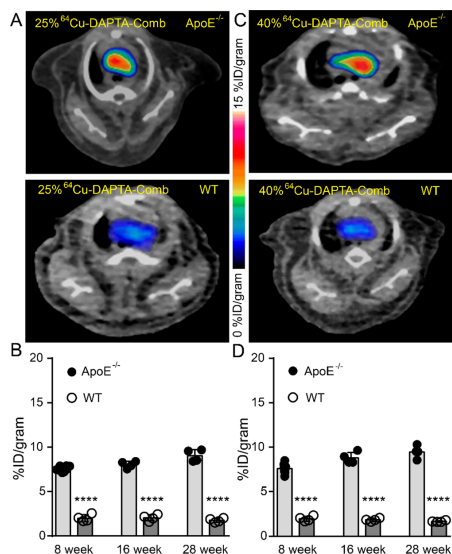 A
25% ⁶⁴Cu-DAPTA-Comb ApoE⁻/⁻
C
40% ⁶⁴Cu-DAPTA-Comb ApoE⁻/⁻
15 %ID/gram
0 %ID/gram
25% ⁶⁴Cu-DAPTA-Comb WT
40% ⁶⁴Cu-DAPTA-Comb WT
B
%ID/gram
20
15
10
5
0
ApoE⁻/⁻
WT
**** **** ****
8 week 16 week 28 week
D
%ID/gram
20
15
10
5
0
ApoE⁻/⁻
WT
**** **** ****
8 week 16 week 28 week